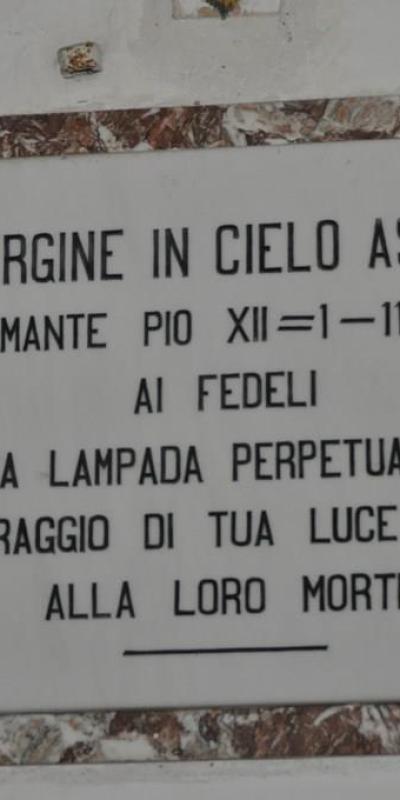 RGINE IN CIELO AS
MANTE PIO XII=1-11
AI FEDELI
A LAMPADA PERPETUA
RAGGIO DI TUA LUCE
ALLA LORO MORTE